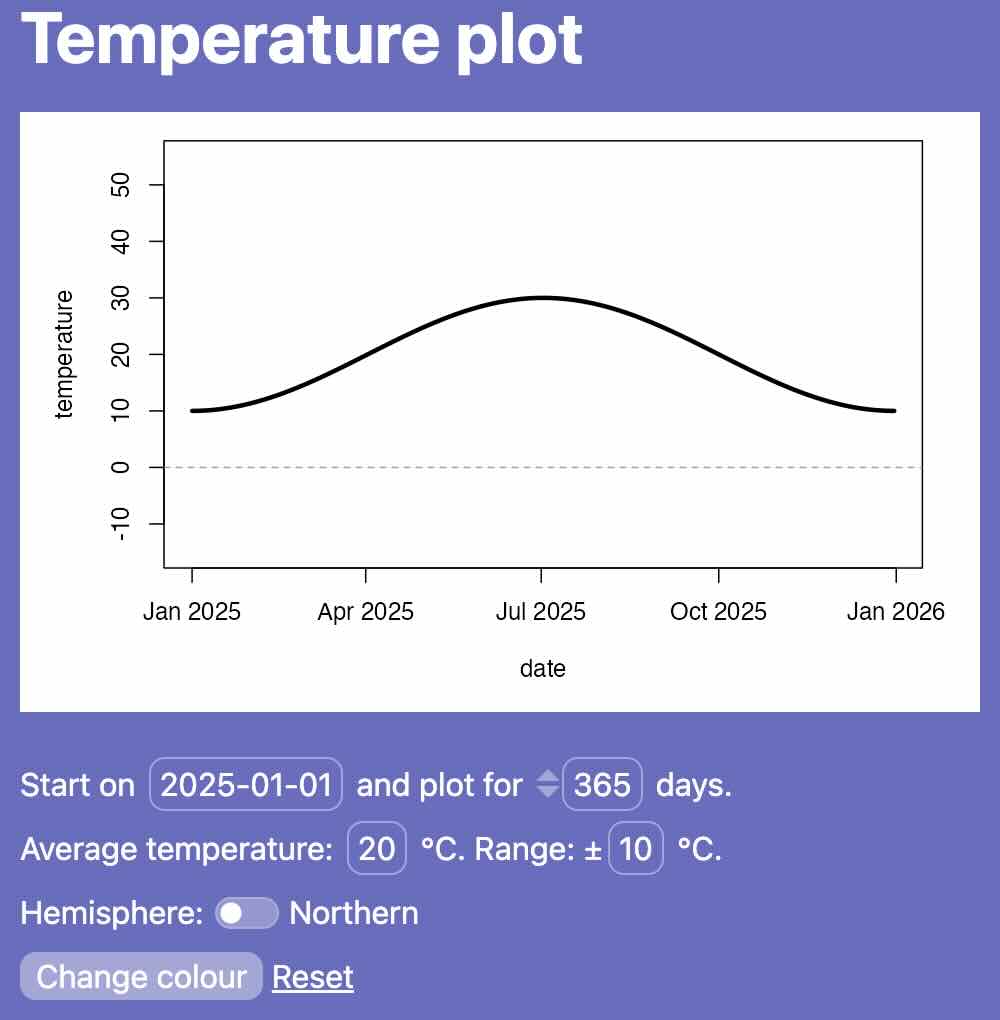 Temperature plot
50
40
30
20
10
0
-10
temperature
Jan 2025 Apr 2025 Jul 2025 Oct 2025 Jan 2026
date
Start on 2025-01-01 and plot for 365 days.
Average temperature: 20 °C. Range: ± 10 °C.
Hemisphere: Northern
Change colour Reset